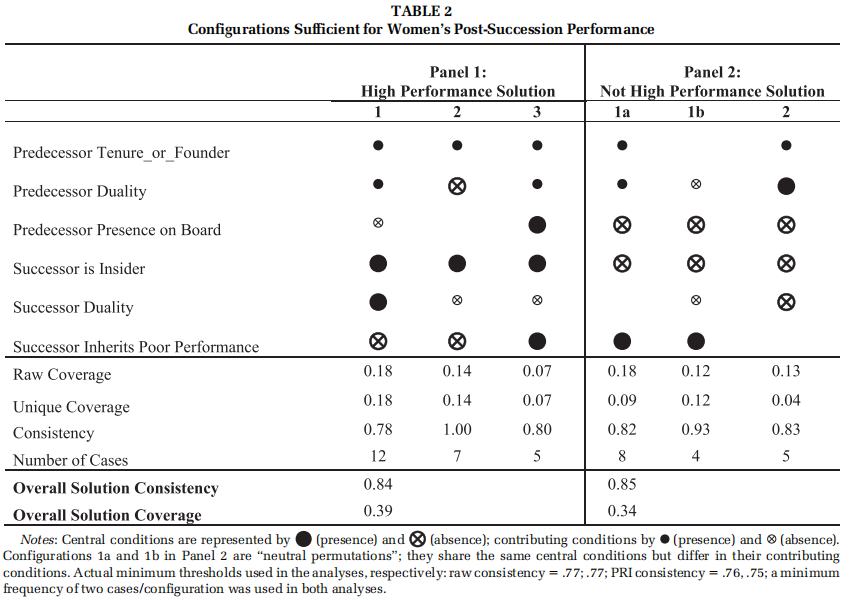 TABLE 2
Configurations Sufficient for Women's Post-Succession Performance
Panel 1:
High Performance Solution
Panel 2:
Not High Performance Solution
1 2 3 1a 1b 2
Predecessor Tenure_or_Founder ● ● ● ● ●
Predecessor Duality ● ⊗ ● ● ⊗ ●
Predecessor Presence on Board ⊗ ● ⊗ ⊗ ⊗
Successor is Insider ● ● ● ⊗ ⊗ ⊗
Successor Duality ● ⊗ ⊗ ⊗ ⊗
Successor Inherits Poor Performance ⊗ ⊗ ● ● ●
Raw Coverage 0.18 0.14 0.07 0.18 0.12 0.13
Unique Coverage 0.18 0.14 0.07 0.09 0.12 0.04
Consistency 0.78 1.00 0.80 0.82 0.93 0.83
Number of Cases 12 7 5 8 4 5
Overall Solution Consistency 0.84 0.85
Overall Solution Coverage 0.39 0.34
Notes: Central conditions are represented by ● (presence) and ⊗ (absence); contributing conditions by ● (presence) and ⊗ (absence).
Configurations 1a and 1b in Panel 2 are "neutral permutations"; they share the same central conditions but differ in their contributing
conditions. Actual minimum thresholds used in the analyses, respectively: raw consistency = .77; .77; PRI consistency = .76, .75; a minimum
frequency of two cases/configuration was used in both analyses.